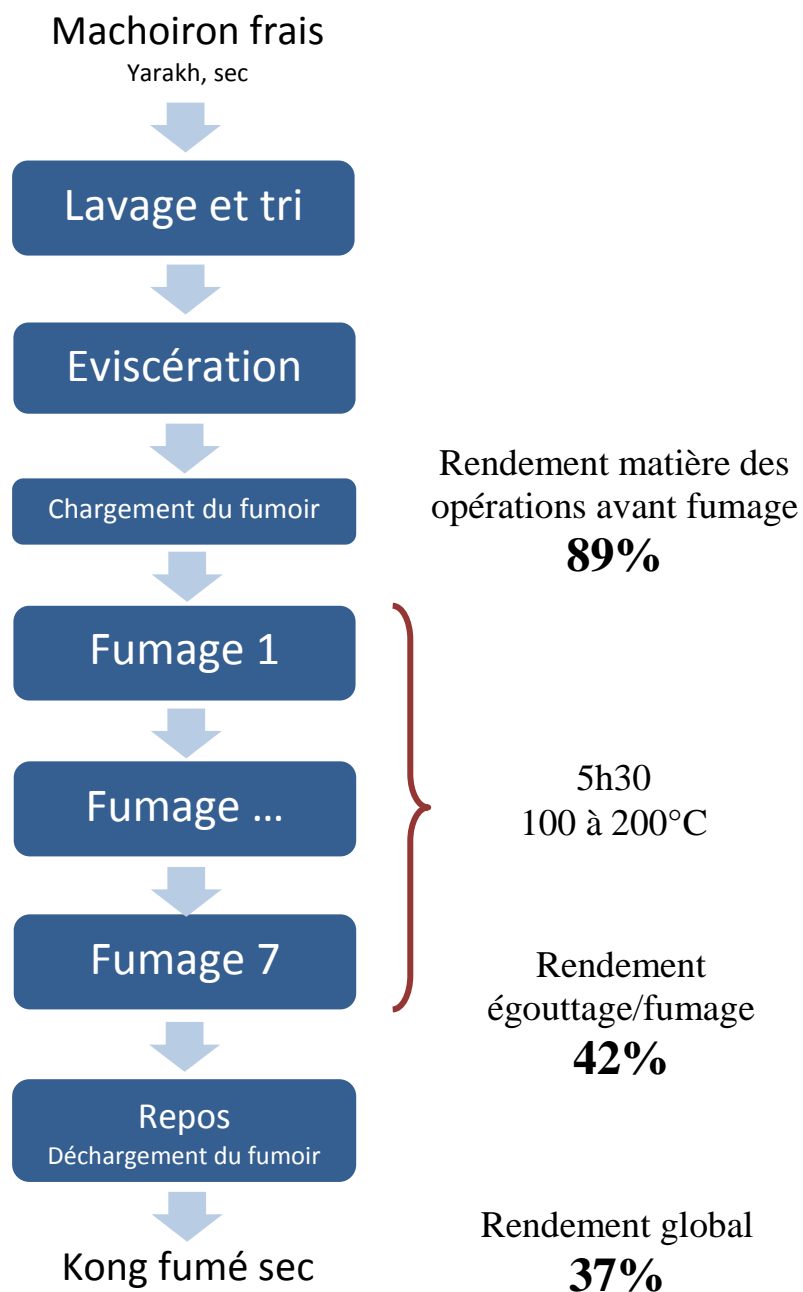 Machoiron frais
Yarakh, sec
Lavage et tri
Eviscération
Chargement du fumoir
Rendement matière des
opérations avant fumage
89%
Fumage 1
Fumage ...
5h30
100 à 200°C
Fumage 7
Rendement
égouttage/fumage
42%
Repos
Déchargement du fumoir
Kong fumé sec
Rendement global
37%